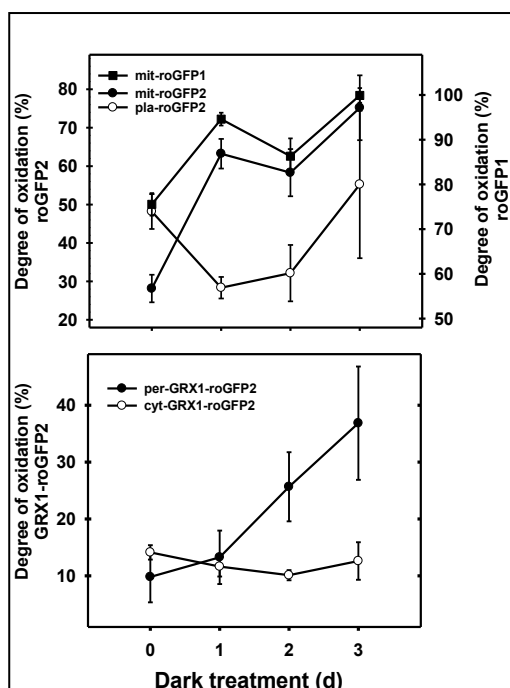 mit-roGFP1
mit-roGFP2
pla-roGFP2
Degree of oxidation (%)
roGFP2
80
70
60
50
40
30
20
100
90
80
70
60
50
Degree of oxidation (%)
roGFP1
per-GRX1-roGFP2
cyt-GRX1-roGFP2
Degree of oxidation (%)
GRX1-roGFP2
40
30
20
10
0 1 2 3
Dark treatment (d)